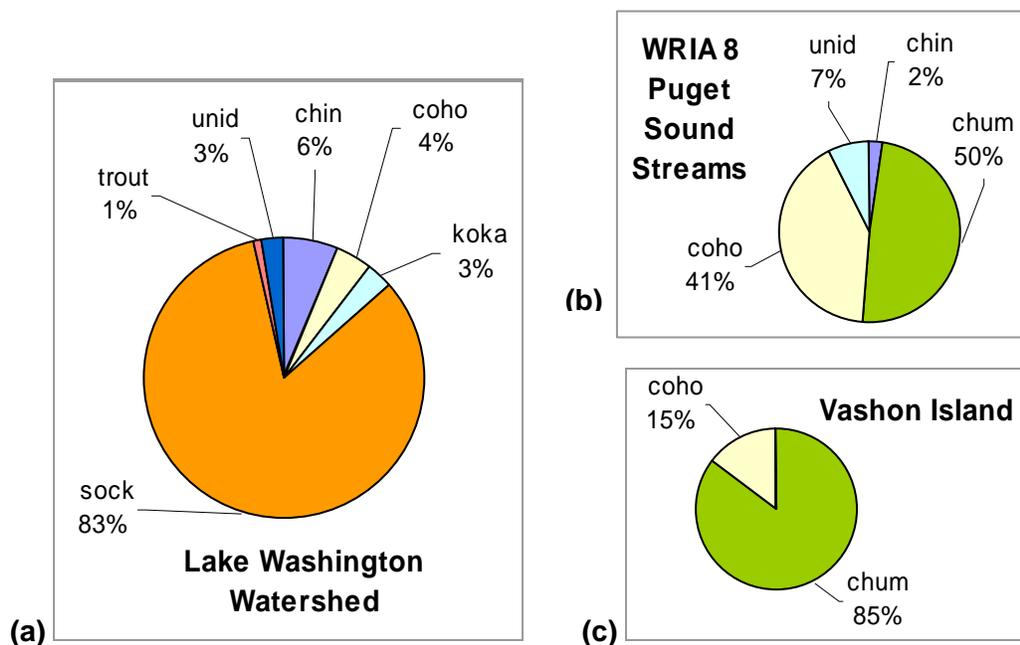 unid
3%
chin
6%
coho
4%
trout
1%
koka
3%
sock
83%
Lake Washington
Watershed
(a)
WRIA 8
Puget
Sound
Streams
unid
7%
chin
2%
chum
50%
coho
41%
(b)
coho
15%
Vashon Island
chum
85%
(c)